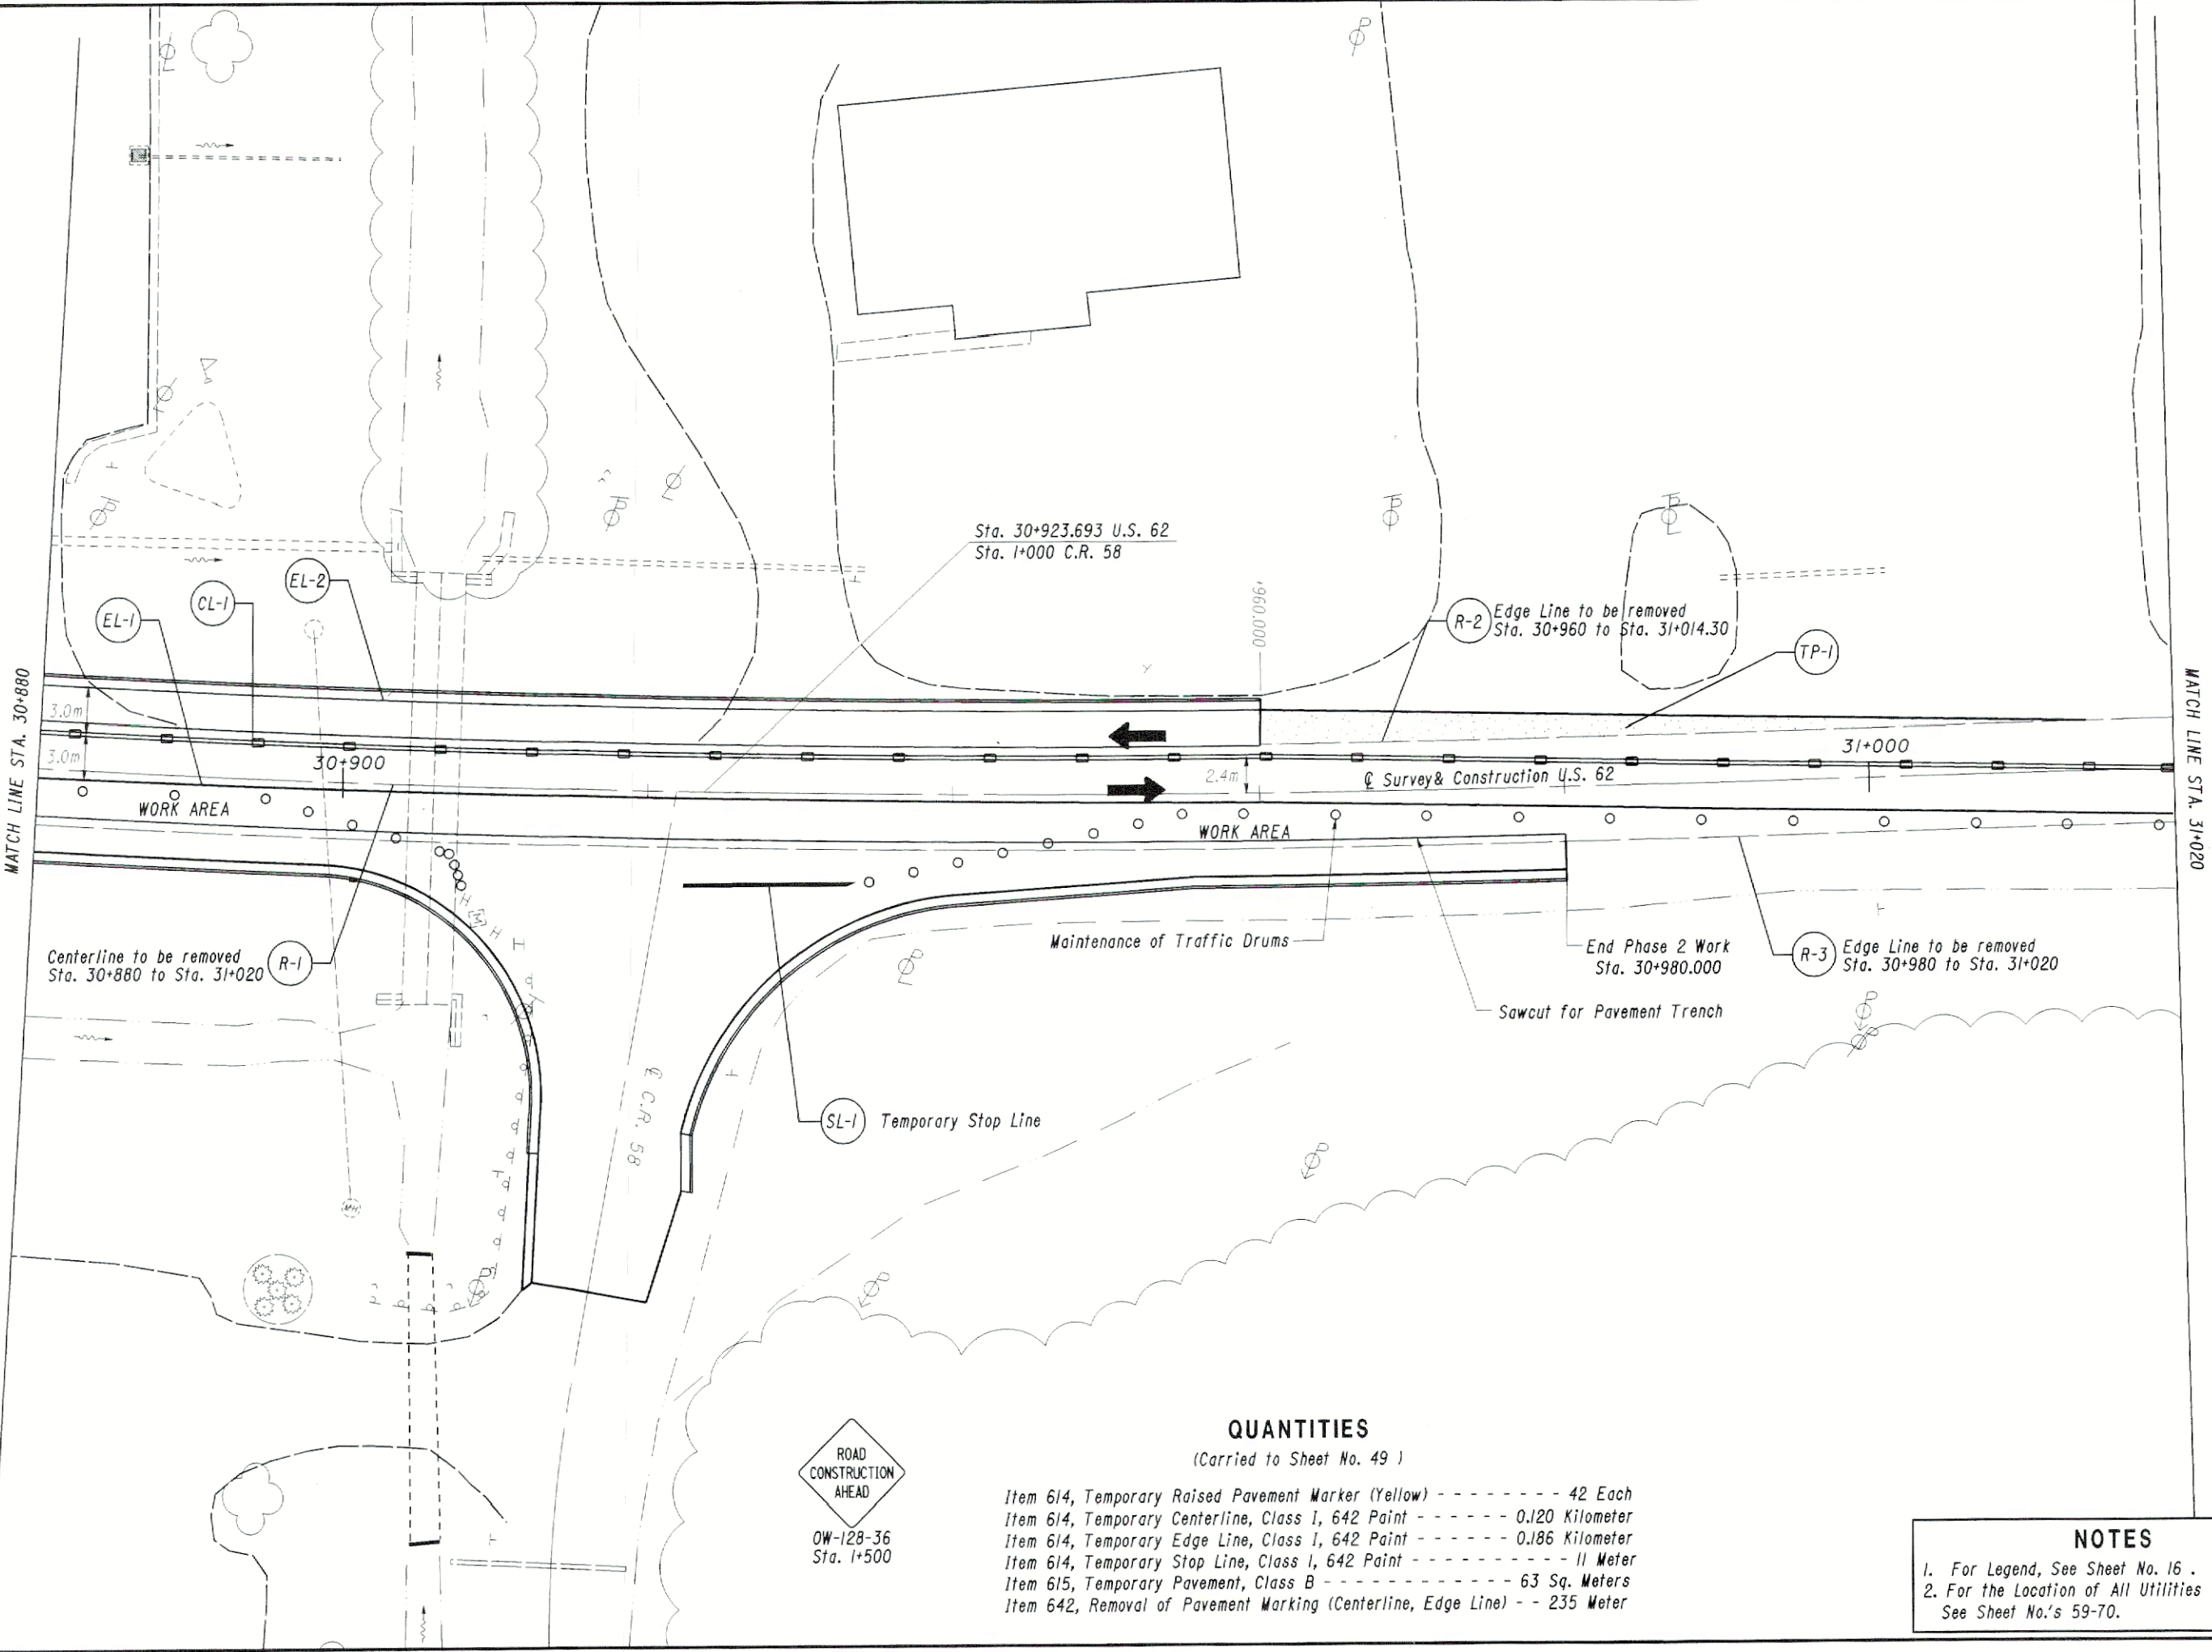 Sta. 30+923.693 U.S. 62
Sta. 1+000 C.R. 58
+960.000
EL-2
CL-1
EL-1
R-2
Edge Line to be removed
Sta. 30+960 to Sta. 31+014.30
TP-1
MATCH LINE STA. 30+880
MATCH LINE STA. 31+020
3.0m
3.0m
30+900
31+000
2.4m
℄ Survey & Construction U.S. 62
WORK AREA
WORK AREA
Maintenance of Traffic Drums
Centerline to be removed
Sta. 30+880 to Sta. 31+020
R-1
End Phase 2 Work
Sta. 30+980.000
R-3
Edge Line to be removed
Sta. 30+980 to Sta. 31+020
Sawcut for Pavement Trench
℄ C.R. 58
SL-1
Temporary Stop Line
MH
ROAD
CONSTRUCTION
AHEAD
OW-128-36
Sta. 1+500
QUANTITIES
(Carried to Sheet No. 49 )
Item 614, Temporary Raised Pavement Marker (Yellow) - - - - - - - - 42 Each
Item 614, Temporary Centerline, Class I, 642 Paint - - - - - - 0.120 Kilometer
Item 614, Temporary Edge Line, Class I, 642 Paint - - - - - - 0.186 Kilometer
Item 614, Temporary Stop Line, Class I, 642 Paint - - - - - - - - - - 11 Meter
Item 615, Temporary Pavement, Class B - - - - - - - - - - - - 63 Sq. Meters
Item 642, Removal of Pavement Marking (Centerline, Edge Line) - - 235 Meter
NOTES
1. For Legend, See Sheet No. 16 .
2. For the Location of All Utilities
See Sheet No.'s 59-70.